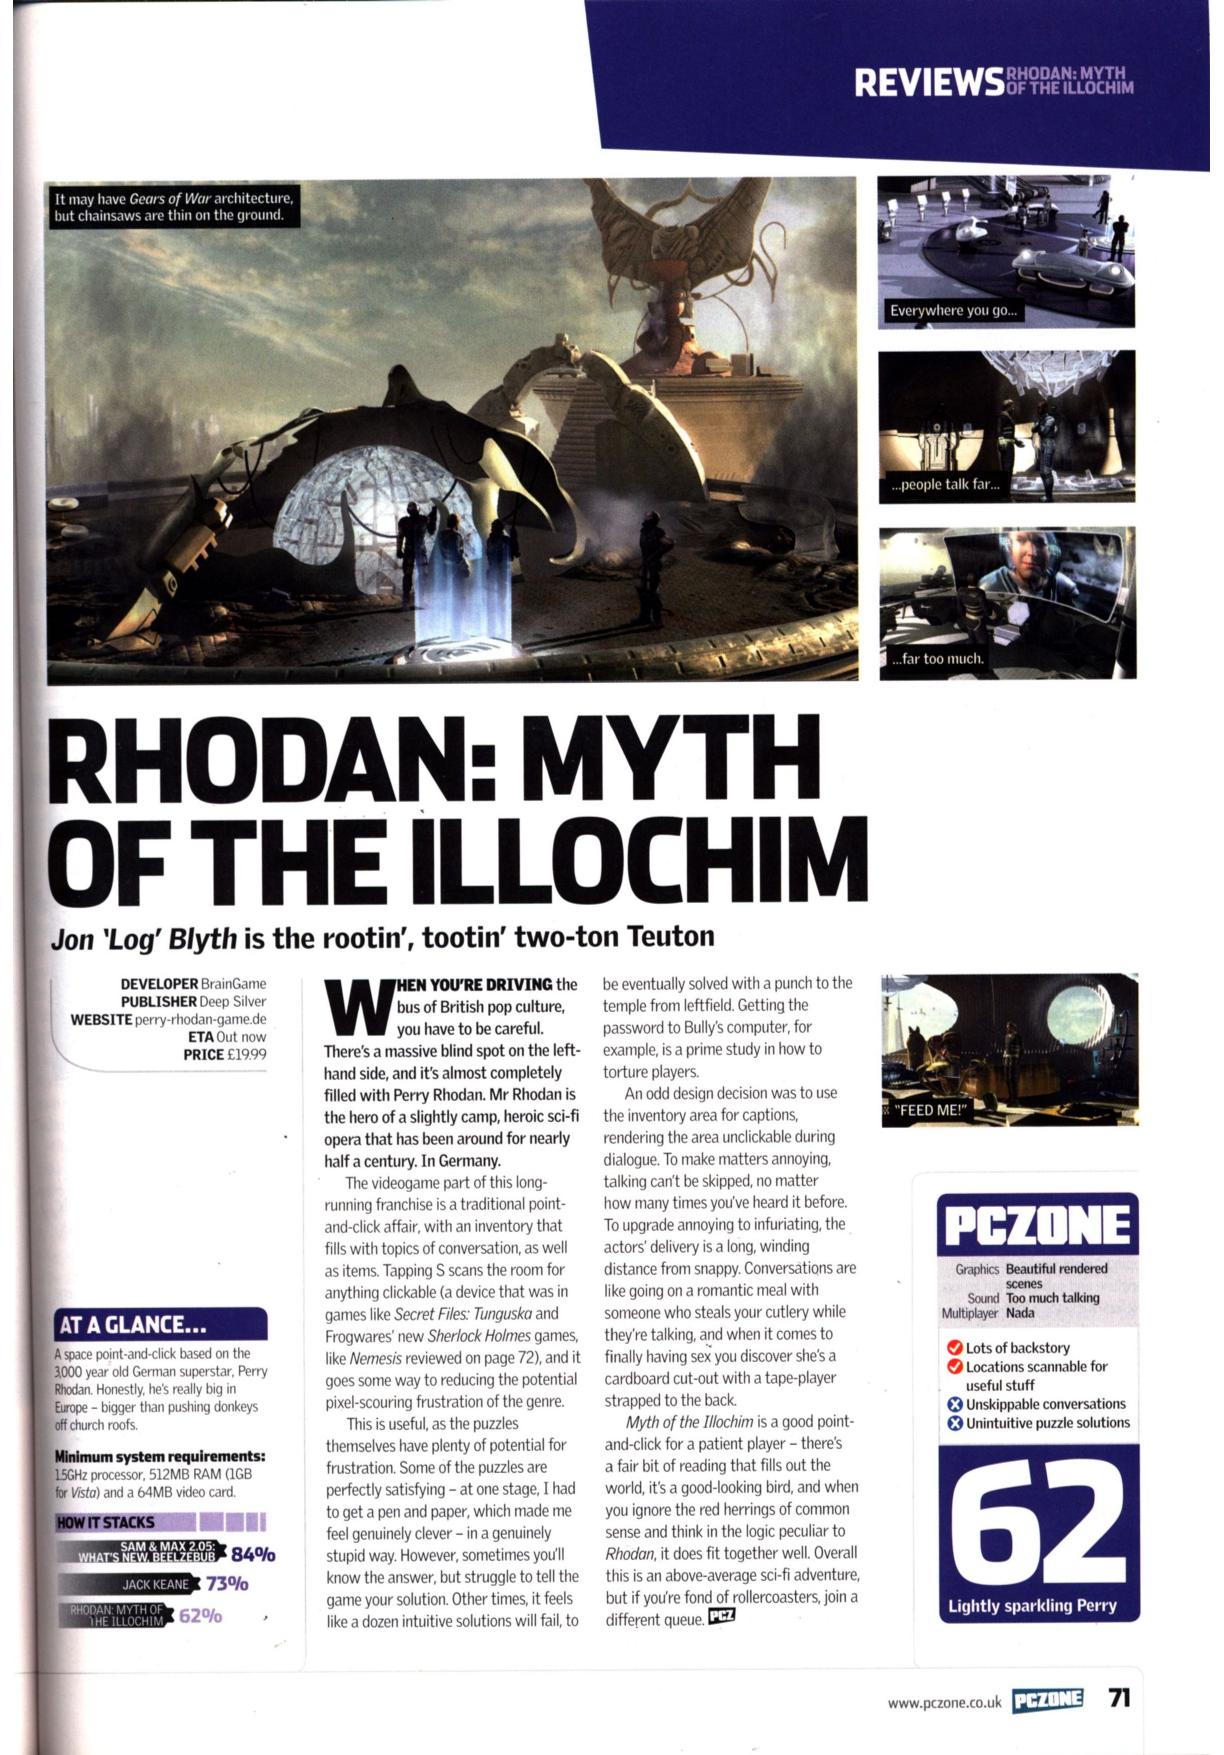 REVIEWS RHODAN: MYTH
OF THE ILLOCHIM
It may have Gears of War architecture,
but chainsaws are thin on the ground.
Everywhere you go...
...people talk far...
...far too much.
RHODAN: MYTH
OF THE ILLOCHIM
Jon ‘Log’ Blyth is the rootin’, tootin’ two-ton Teuton
DEVELOPER BrainGame
PUBLISHER Deep Silver
WEBSITE perry-rhodan-game.de
ETA Out now
PRICE £19.99
AT A GLANCE...
A space point-and-click based on the
3,000 year old German superstar, Perry
Rhodan. Honestly, he's really big in
Europe – bigger than pushing donkeys
off church roofs.
Minimum system requirements:
1.5GHz processor, 512MB RAM (1GB
for Vista) and a 64MB video card.
HOW IT STACKS
SAM & MAX 2.05:
WHAT'S NEW, BEELZEBUB 84%
JACK KEANE 73%
RHODAN: MYTH OF
THE ILLOCHIM 62%
WHEN YOU'RE DRIVING the
bus of British pop culture,
you have to be careful.
There's a massive blind spot on the left-
hand side, and it's almost completely
filled with Perry Rhodan. Mr Rhodan is
the hero of a slightly camp, heroic sci-fi
opera that has been around for nearly
half a century. In Germany.
The videogame part of this long-
running franchise is a traditional point-
and-click affair, with an inventory that
fills with topics of conversation, as well
as items. Tapping S scans the room for
anything clickable (a device that was in
games like Secret Files: Tunguska and
Frogwares' new Sherlock Holmes games,
like Nemesis reviewed on page 72), and it
goes some way to reducing the potential
pixel-scouring frustration of the genre.
This is useful, as the puzzles
themselves have plenty of potential for
frustration. Some of the puzzles are
perfectly satisfying – at one stage, I had
to get a pen and paper, which made me
feel genuinely clever – in a genuinely
stupid way. However, sometimes you'll
know the answer, but struggle to tell the
game your solution. Other times, it feels
like a dozen intuitive solutions will fail, to
be eventually solved with a punch to the
temple from leftfield. Getting the
password to Bully's computer, for
example, is a prime study in how to
torture players.
An odd design decision was to use
the inventory area for captions,
rendering the area unclickable during
dialogue. To make matters annoying,
talking can't be skipped, no matter
how many times you've heard it before.
To upgrade annoying to infuriating, the
actors' delivery is a long, winding
distance from snappy. Conversations are
like going on a romantic meal with
someone who steals your cutlery while
they're talking, and when it comes to
finally having sex you discover she's a
cardboard cut-out with a tape-player
strapped to the back.
Myth of the Illochim is a good point-
and-click for a patient player – there's
a fair bit of reading that fills out the
world, it's a good-looking bird, and when
you ignore the red herrings of common
sense and think in the logic peculiar to
Rhodan, it does fit together well. Overall
this is an above-average sci-fi adventure,
but if you're fond of rollercoasters, join a
different queue. PCZ
"FEED ME!"
PCZONE
Graphics Beautiful rendered
scenes
Sound Too much talking
Multiplayer Nada
Lots of backstory
Locations scannable for
useful stuff
Unskippable conversations
Unintuitive puzzle solutions
62
Lightly sparkling Perry
www.pczone.co.uk PCZONE 71